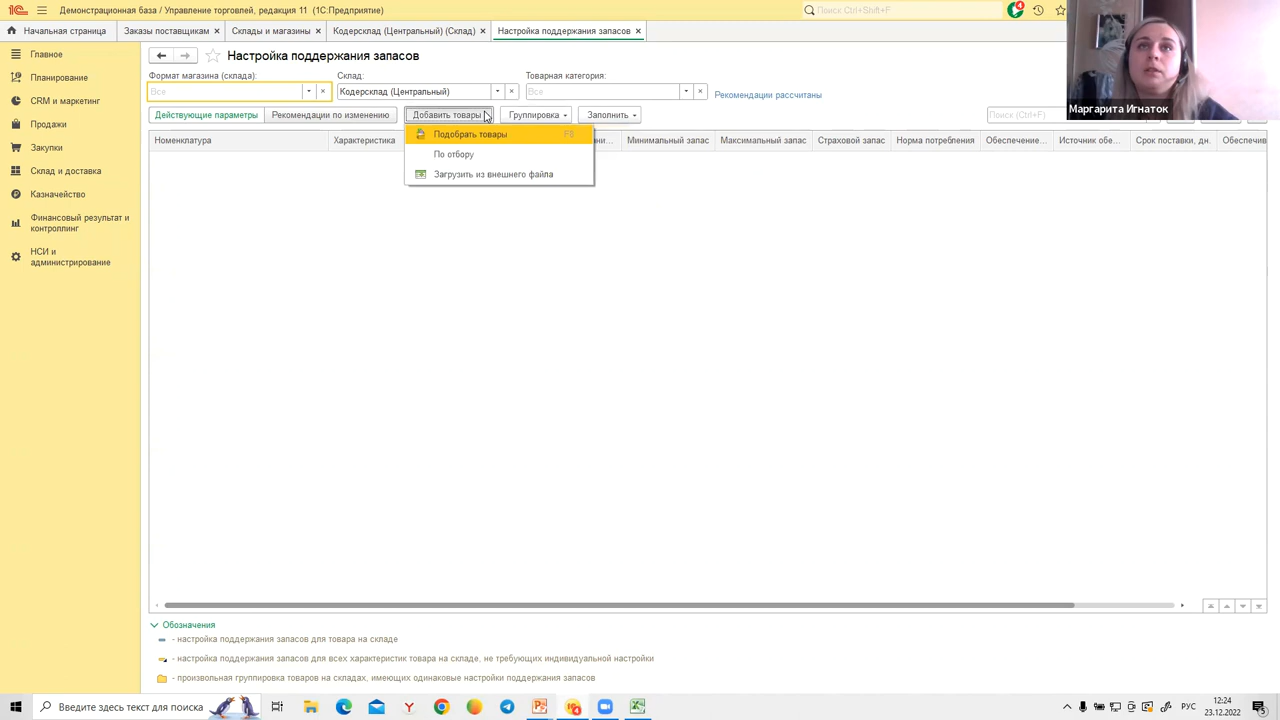 Демонстрационная база / Управление торговлей, редакция 11 (1С:Предприятие)
Поиск Ctrl+Shift+F
4
Начальная страница
Заказы поставщикам ×
Склады и магазины ×
Кодерсклад (Центральный) (Склад) ×
Настройка поддержания запасов ×
Главное
Планирование
CRM и маркетинг
Продажи
Закупки
Склад и доставка
Казначейство
Финансовый результат и
контроллинг
НСИ и
администрирование
Настройка поддержания запасов
Формат магазина (склада):
Склад:
Товарная категория:
Все
Кодерсклад (Центральный)
Все
Рекомендации рассчитаны
Маргарита Игнаток
Действующие параметры
Рекомендации по изменению
Добавить товары
Группировка
Заполнить
Поиск (Ctrl+F)
Подобрать товары
По отбору
Загрузить из внешнего файла
Номенклатура
Характеристика
Минимальный запас
Максимальный запас
Страховой запас
Норма потребления
Обеспечение...
Источник обе...
Срок поставки, дн.
Обеспечив
Обозначения
- настройка поддержания запасов для товара на складе
- настройка поддержания запасов для всех характеристик товара на складе, не требующих индивидуальной настройки
- произвольная группировка товаров на складах, имеющих одинаковые настройки поддержания запасов
Введите здесь текст для поиска
РУС
12:24
23.12.2022